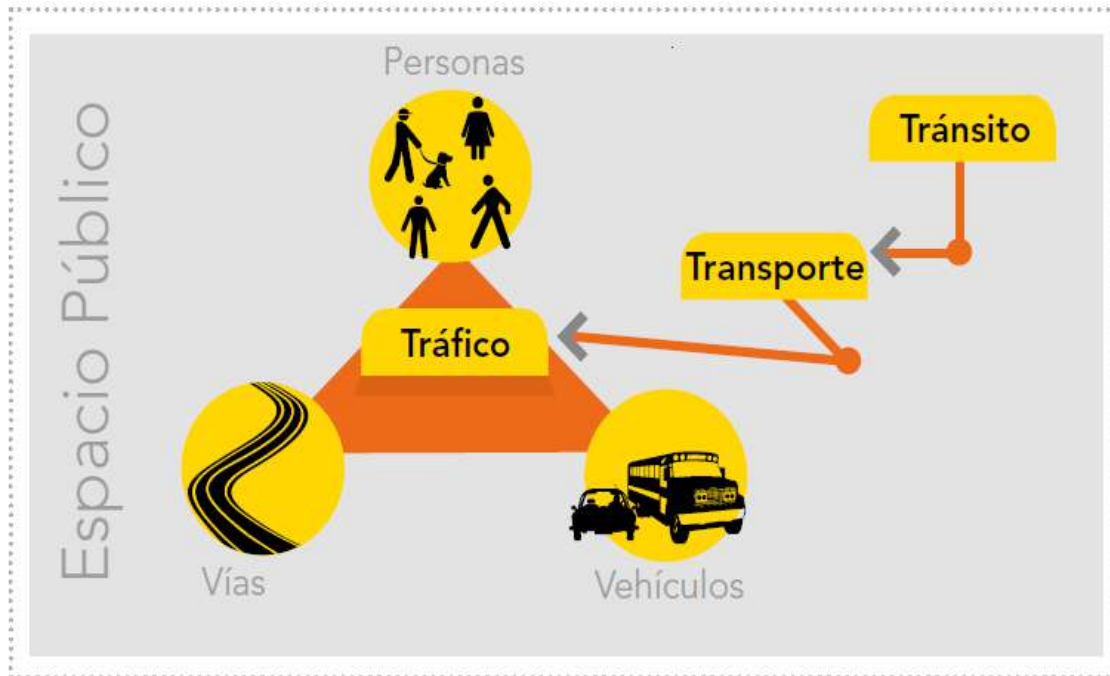 Espacio Público
Personas
Tránsito
Transporte
Tráfico
Vías
Vehículos